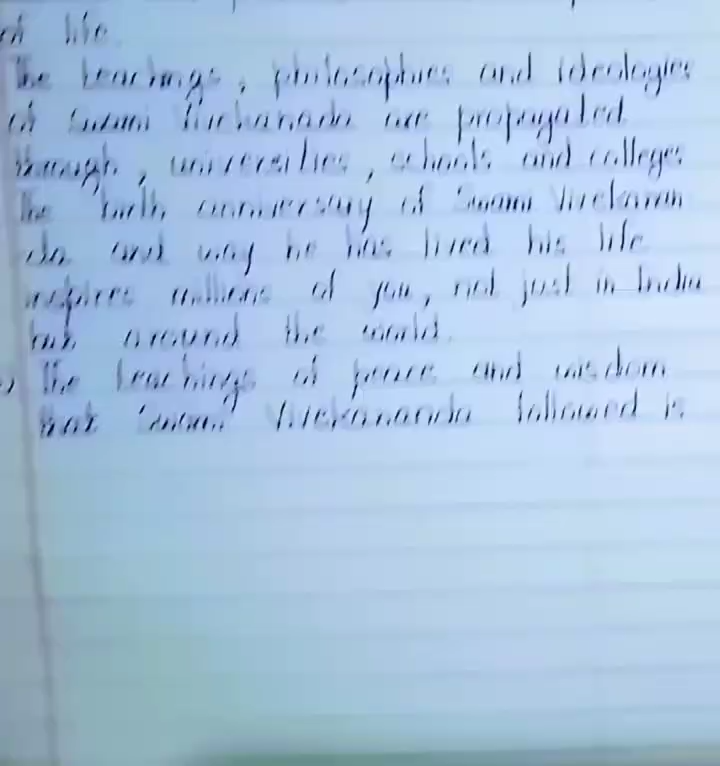 of life.
The teachings, philosophies and ideologies
of Swami Vivekanada are propagated
through, universities, schools and colleges
The birth anniversary of Swami Vivekanan
da and way he has lived his life
inspires millions of you, not just in India
but around the world.
The teachings of peace and wisdom
that Swami Vivekananda followed is